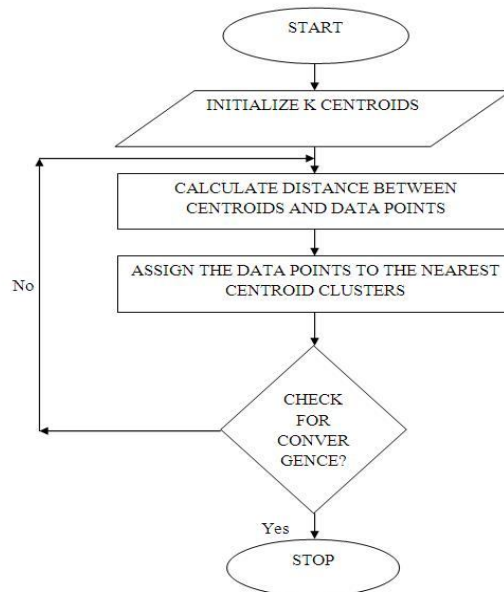 START
INITIALIZE K CENTROIDS
CALCULATE DISTANCE BETWEEN
CENTROIDS AND DATA POINTS
ASSIGN THE DATA POINTS TO THE NEAREST
CENTROID CLUSTERS
No
CHECK
FOR
CONVER
GENCE?
Yes
STOP